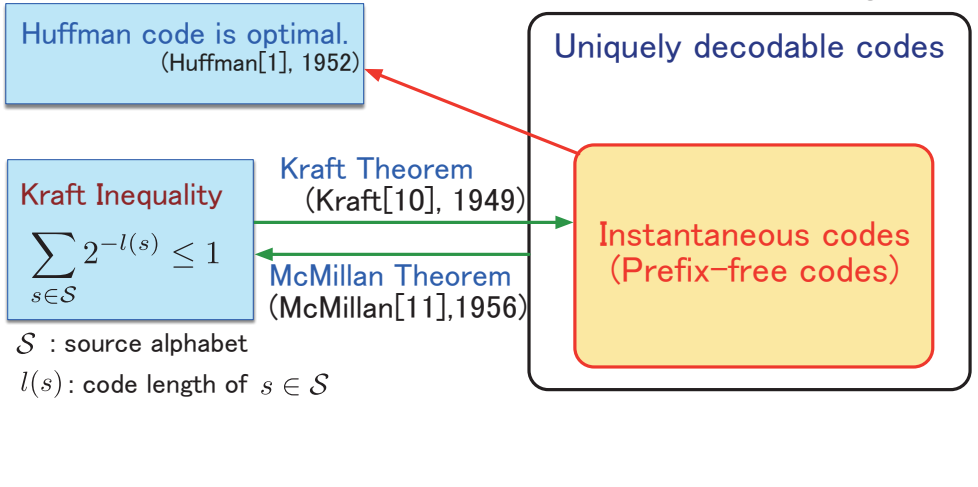 Huffman code is optimal.
(Huffman[1], 1952)
Uniquely decodable codes
Kraft Inequality
∑_{s∈𝒮} 2^{-l(s)} ≤ 1
Kraft Theorem
(Kraft[10], 1949)
McMillan Theorem
(McMillan[11],1956)
Instantaneous codes
(Prefix-free codes)
𝒮 : source alphabet
l(s): code length of s ∈ 𝒮